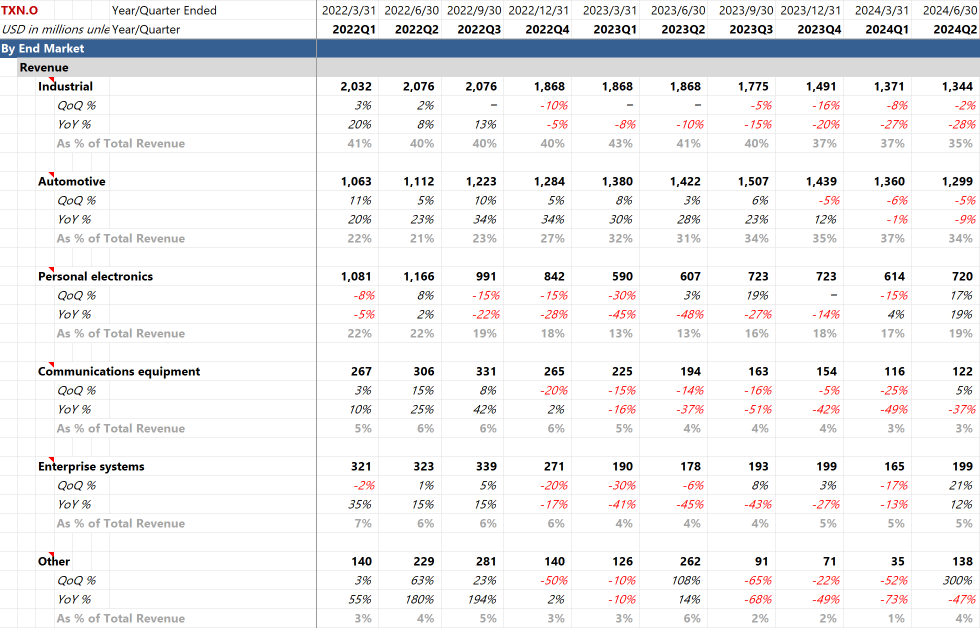 TXN.O Year/Quarter Ended 2022/3/31 2022/6/30 2022/9/30 2022/12/31 2023/3/31 2023/6/30 2023/9/30 2023/12/31 2024/3/31 2024/6/30
USD in millions unle Year/Quarter 2022Q1 2022Q2 2022Q3 2022Q4 2023Q1 2023Q2 2023Q3 2023Q4 2024Q1 2024Q2
By End Market
Revenue
Industrial 2,032 2,076 2,076 1,868 1,868 1,868 1,775 1,491 1,371 1,344
QoQ % 3% 2% – -10% – – -5% -16% -8% -2%
YoY % 20% 8% 13% -5% -8% -10% -15% -20% -27% -28%
As % of Total Revenue 41% 40% 40% 40% 43% 41% 40% 37% 37% 35%
Automotive 1,063 1,112 1,223 1,284 1,380 1,422 1,507 1,439 1,360 1,299
QoQ % 11% 5% 10% 5% 8% 3% 6% -5% -6% -5%
YoY % 20% 23% 34% 34% 30% 28% 23% 12% -1% -9%
As % of Total Revenue 22% 21% 23% 27% 32% 31% 34% 35% 37% 34%
Personal electronics 1,081 1,166 991 842 590 607 723 723 614 720
QoQ % -8% 8% -15% -15% -30% 3% 19% – -15% 17%
YoY % -5% 2% -22% -28% -45% -48% -27% -14% 4% 19%
As % of Total Revenue 22% 22% 19% 18% 13% 13% 16% 18% 17% 19%
Communications equipment 267 306 331 265 225 194 163 154 116 122
QoQ % 3% 15% 8% -20% -15% -14% -16% -5% -25% 5%
YoY % 10% 25% 42% 2% -16% -37% -51% -42% -49% -37%
As % of Total Revenue 5% 6% 6% 6% 5% 4% 4% 4% 3% 3%
Enterprise systems 321 323 339 271 190 178 193 199 165 199
QoQ % -2% 1% 5% -20% -30% -6% 8% 3% -17% 21%
YoY % 35% 15% 15% -17% -41% -45% -43% -27% -13% 12%
As % of Total Revenue 7% 6% 6% 6% 4% 4% 4% 5% 5% 5%
Other 140 229 281 140 126 262 91 71 35 138
QoQ % 3% 63% 23% -50% -10% 108% -65% -22% -52% 300%
YoY % 55% 180% 194% 2% -10% 14% -68% -49% -73% -47%
As % of Total Revenue 3% 4% 5% 3% 3% 6% 2% 2% 1% 4%